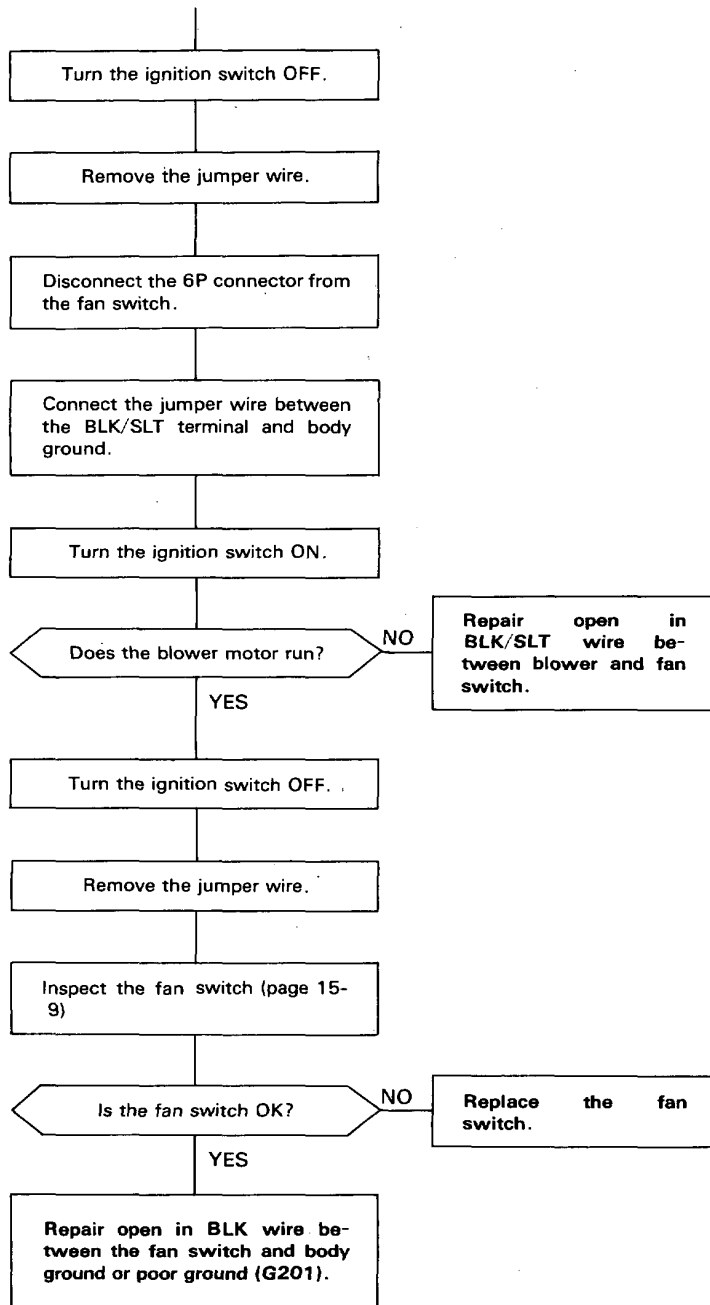 Turn the ignition switch OFF.
Remove the jumper wire.
Disconnect the 6P connector from
the fan switch.
Connect the jumper wire between
the BLK/SLT terminal and body
ground.
Turn the ignition switch ON.
Does the blower motor run?
NO
Repair open in
BLK/SLT wire be-
tween blower and fan
switch.
YES
Turn the ignition switch OFF.
Remove the jumper wire.
Inspect the fan switch (page 15-
9)
Is the fan switch OK?
NO
Replace the fan
switch.
YES
Repair open in BLK wire be-
tween the fan switch and body
ground or poor ground (G201).